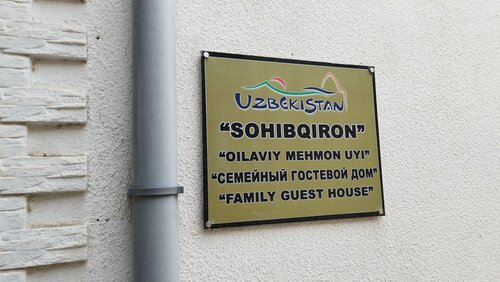 UZBEKISTAN
“SOHIBQIRON”
“OILAVIY MEHMON UYI”
“СЕМЕЙНЫЙ ГОСТЕВОЙ ДОМ”
“FAMILY GUEST HOUSE”